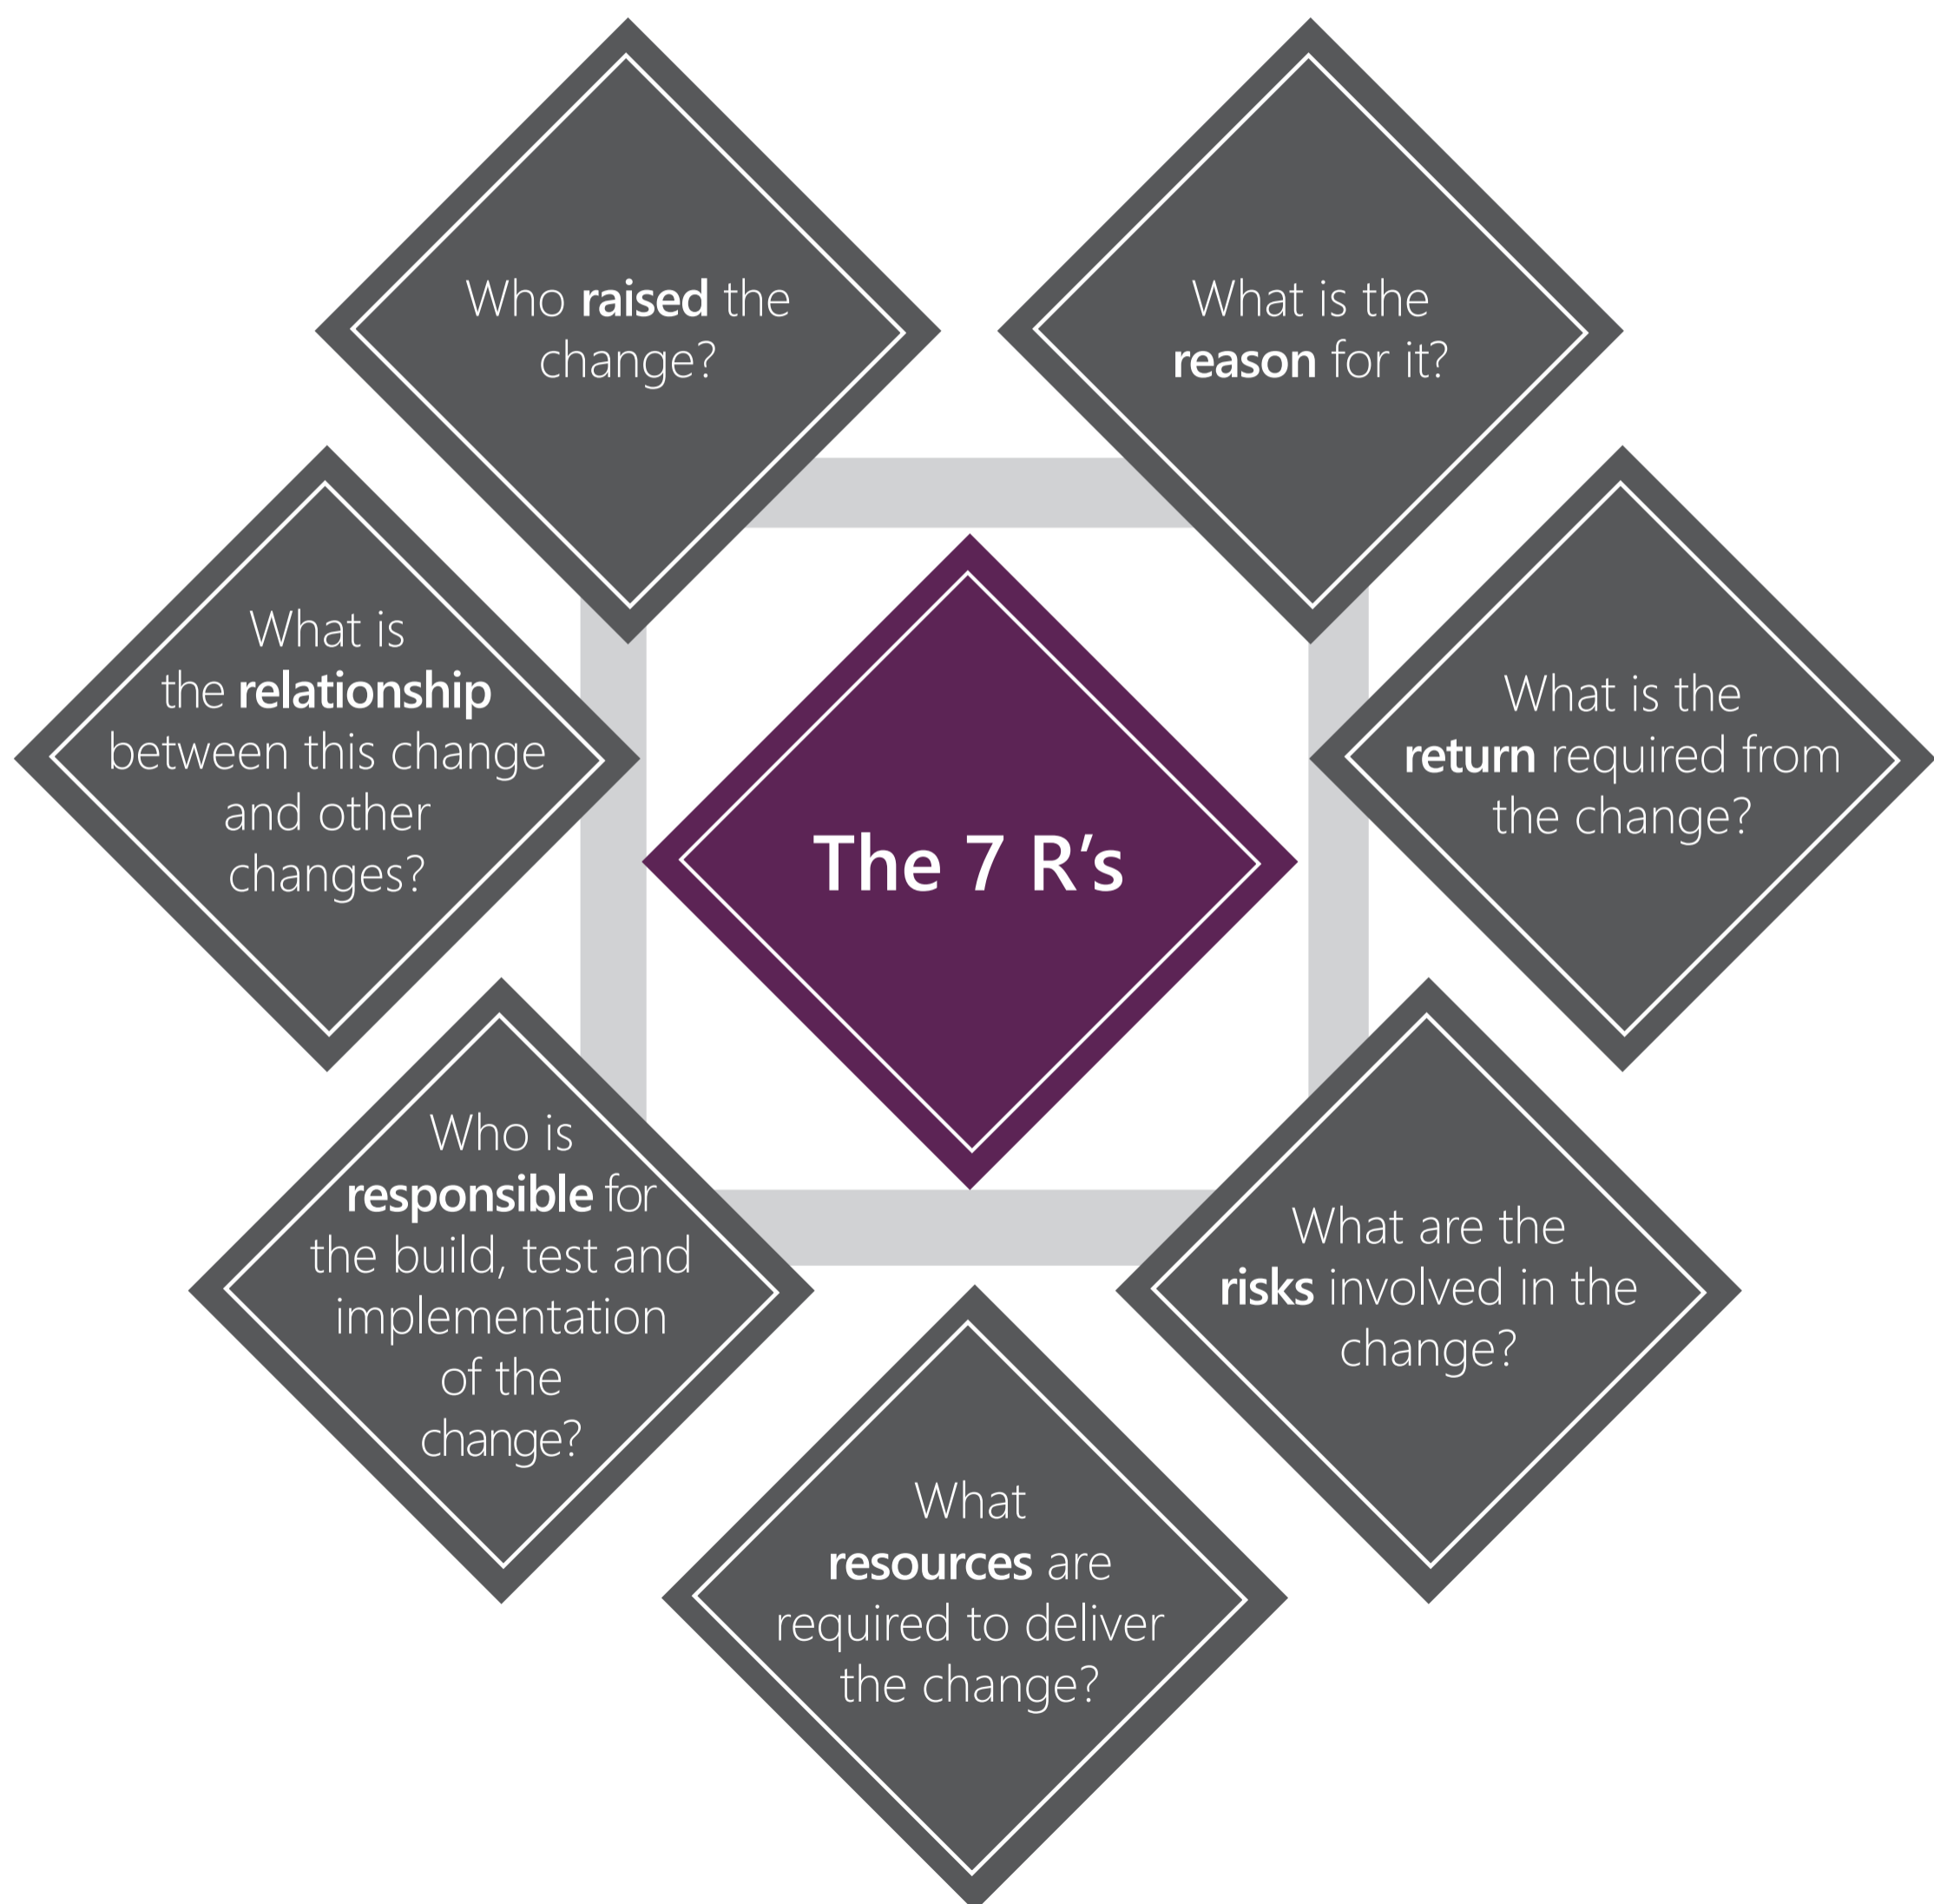 Who raised the
change?
What is the
reason for it?
What is the
return required from
the change?
What are the
risks involved in the
change?
What
resources are
required to deliver
the change?
Who is
responsible for
the build, test and
implementation
of the
change?
What is
the relationship
between this change
and other
changes?
The 7 R’s